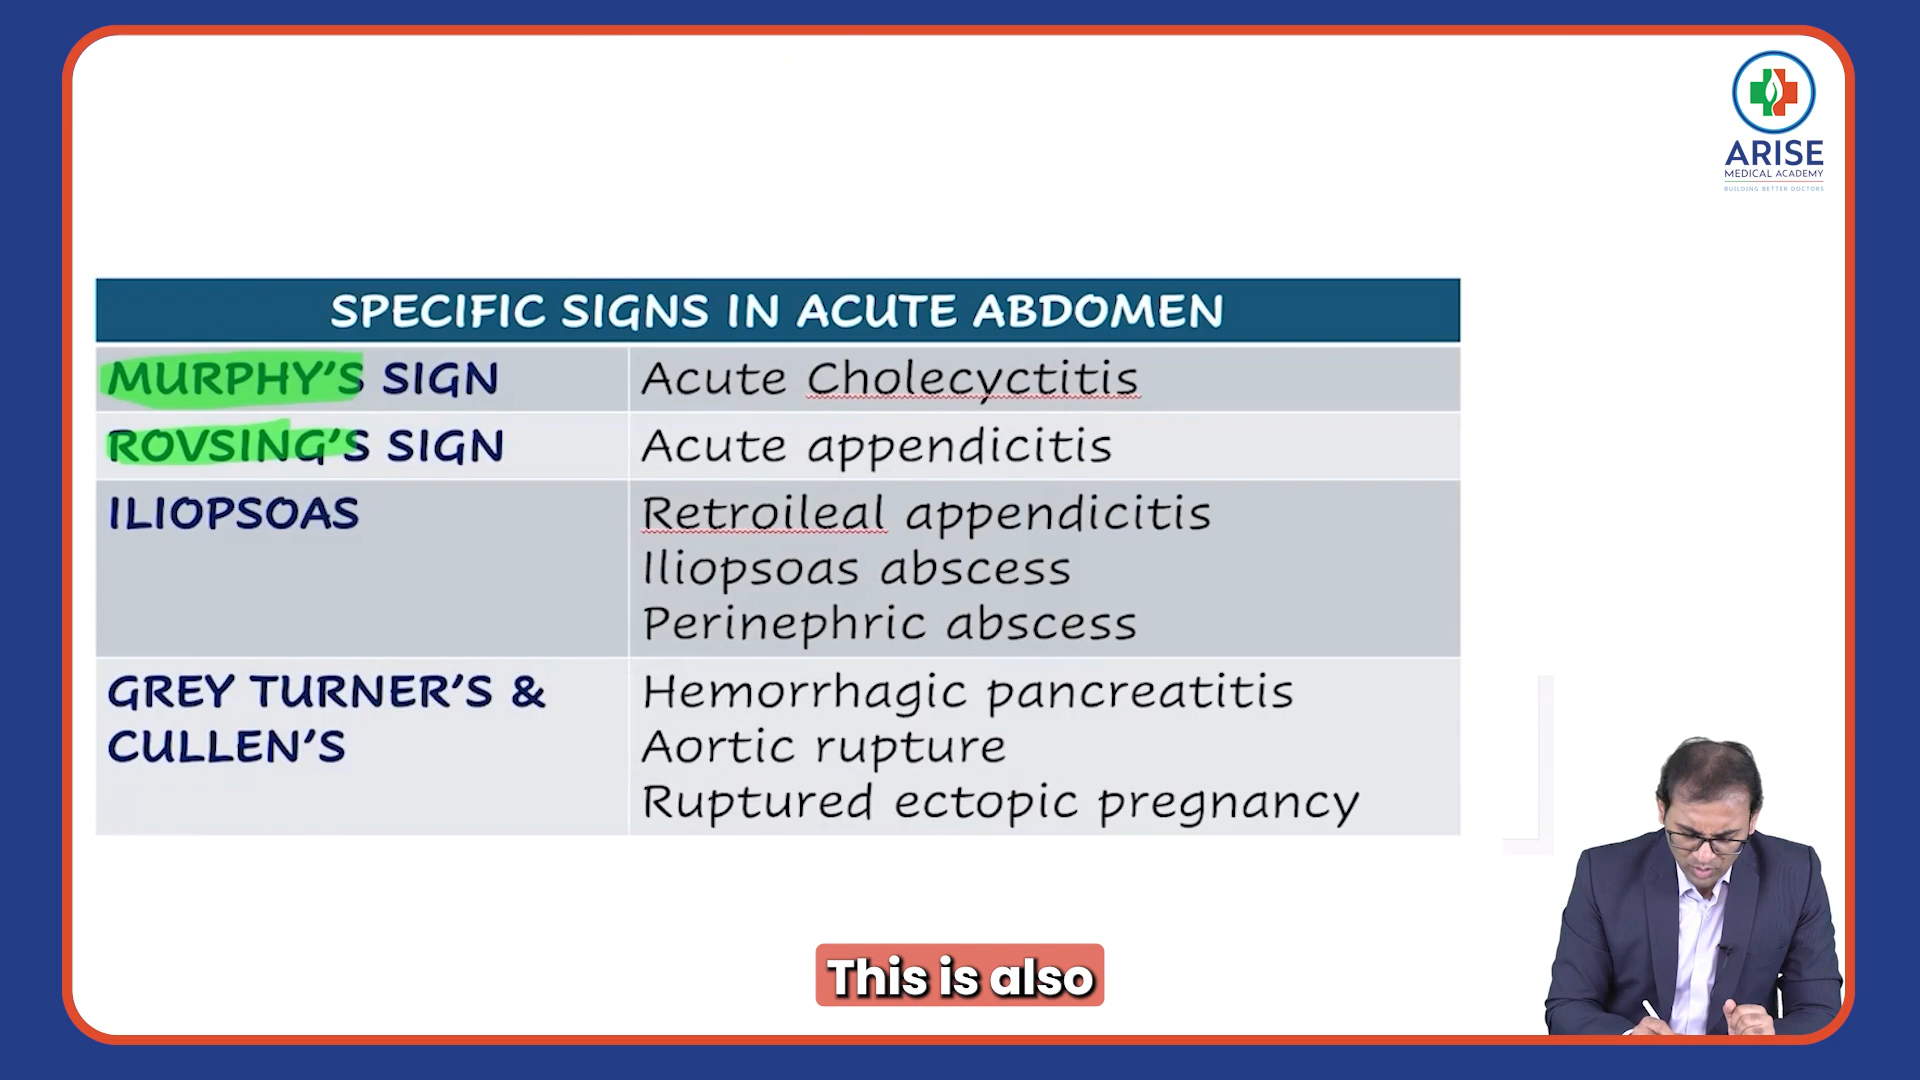 ARISE
MEDICAL ACADEMY
BUILDING BETTER DOCTORS
SPECIFIC SIGNS IN ACUTE ABDOMEN
MURPHY'S SIGN
Acute Cholecyctitis
ROVSING'S SIGN
Acute appendicitis
ILIOPSOAS
Retroileal appendicitis
Iliopsoas abscess
Perinephric abscess
GREY TURNER'S &
CULLEN'S
Hemorrhagic pancreatitis
Aortic rupture
Ruptured ectopic pregnancy
This is also